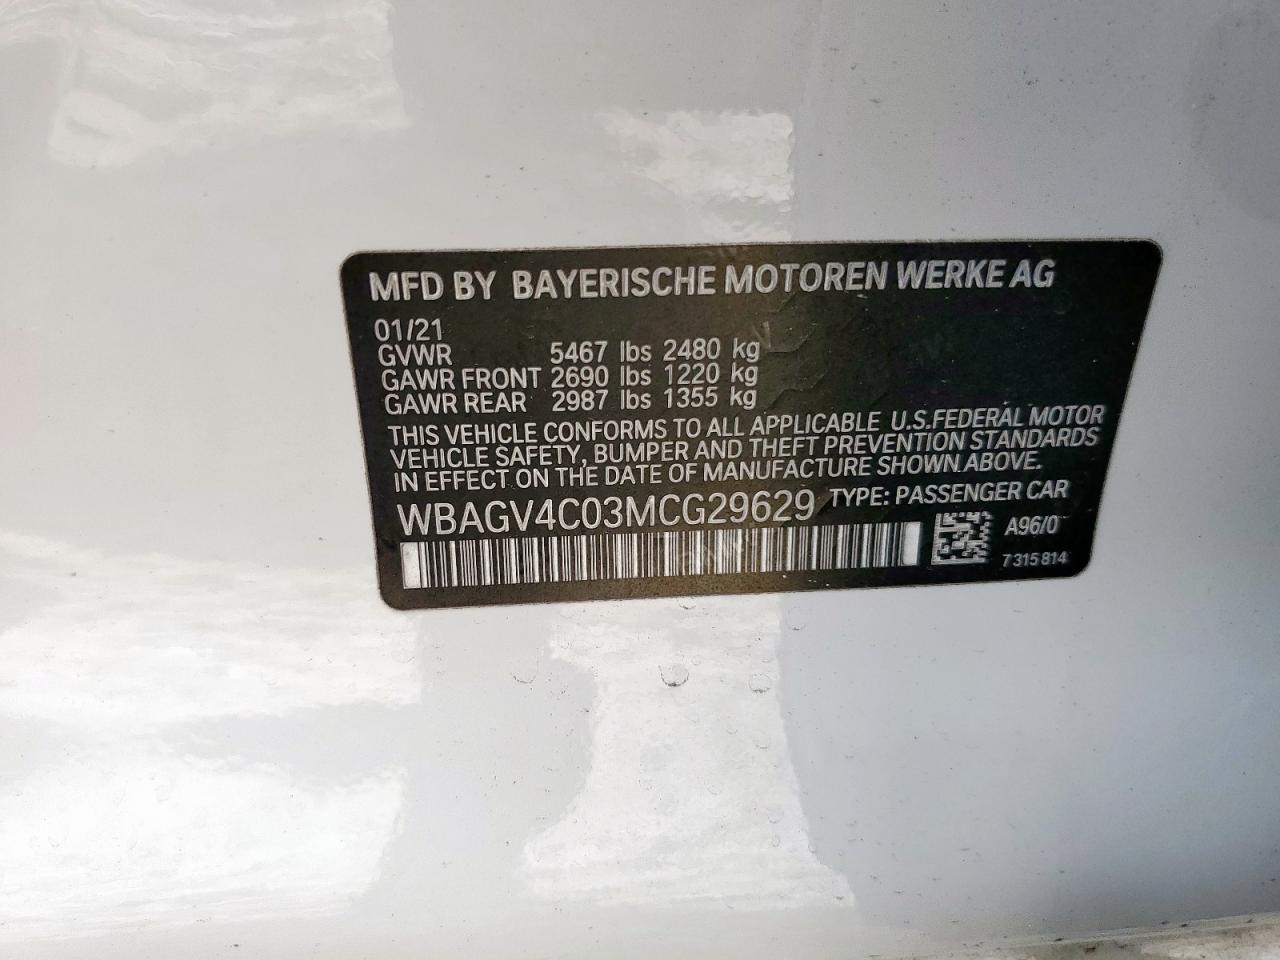 MFD BY BAYERISCHE MOTOREN WERKE AG
01/21
GVWR 5467 lbs 2480 kg
GAWR FRONT 2690 lbs 1220 kg
GAWR REAR 2987 lbs 1355 kg
THIS VEHICLE CONFORMS TO ALL APPLICABLE U.S.FEDERAL MOTOR
VEHICLE SAFETY, BUMPER AND THEFT PREVENTION STANDARDS
IN EFFECT ON THE DATE OF MANUFACTURE SHOWN ABOVE.
WBAGV4C03MCG29629 TYPE: PASSENGER CAR
7315814